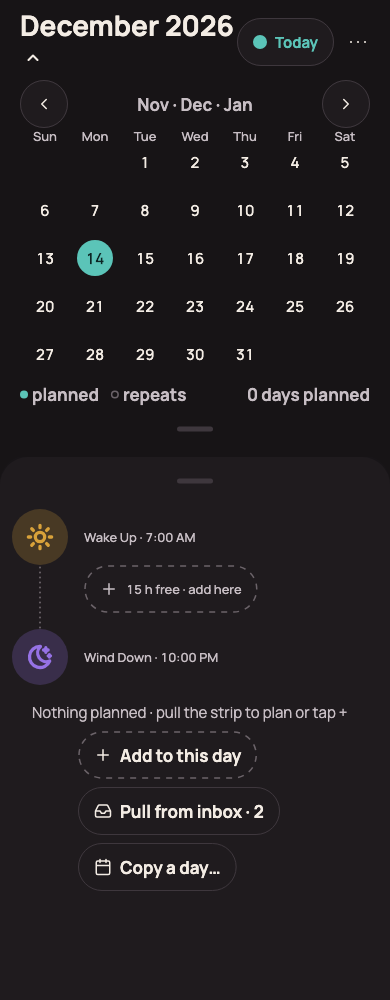 December 2026
Today
Nov · Dec · Jan
Sun Mon Tue Wed Thu Fri Sat
1 2 3 4 5
6 7 8 9 10 11 12
13 14 15 16 17 18 19
20 21 22 23 24 25 26
27 28 29 30 31
planned repeats 0 days planned
Wake Up · 7:00 AM
15 h free · add here
Wind Down · 10:00 PM
Nothing planned · pull the strip to plan or tap +
Add to this day
Pull from inbox · 2
Copy a day…